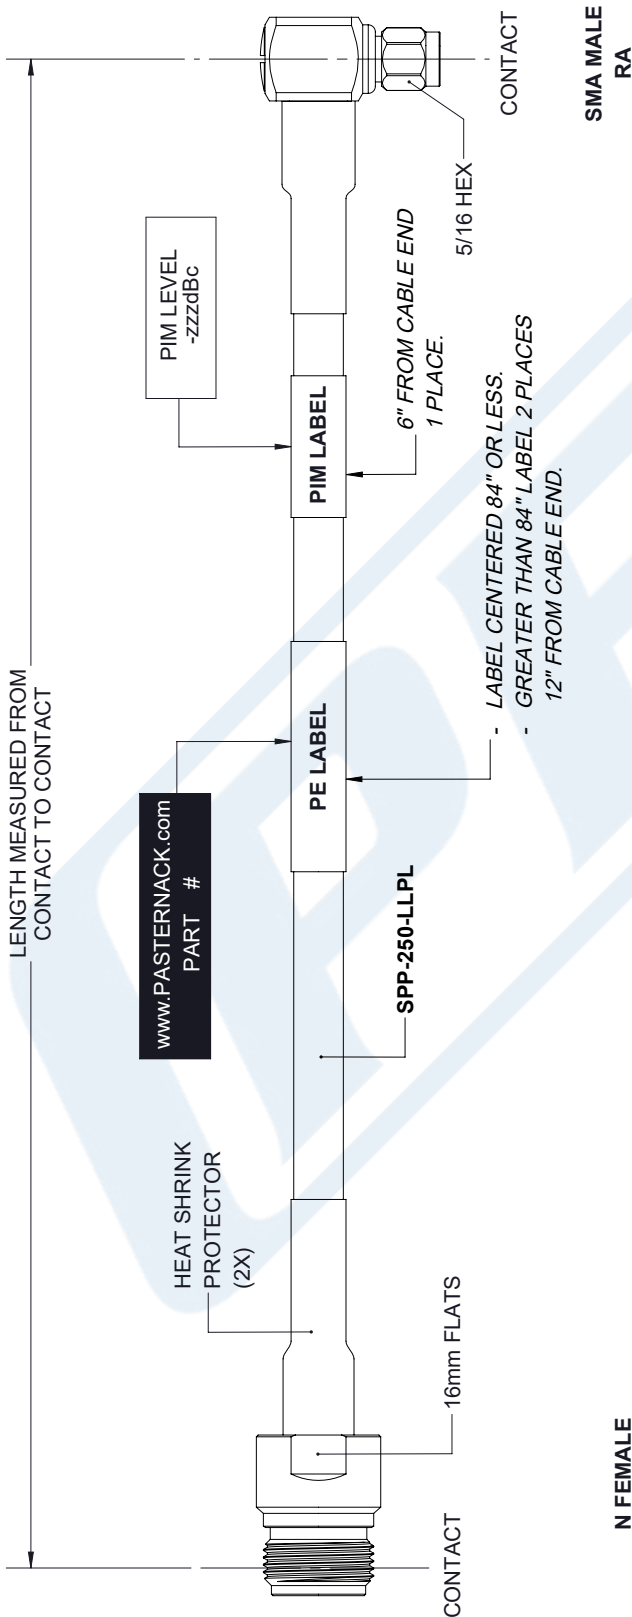 LENGTH MEASURED FROM
CONTACT TO CONTACT
www.PASTERNACK.com
PART #
PIM LEVEL
-zzzdBc
HEAT SHRINK
PROTECTOR
(2X)
PE LABEL
PIM LABEL
SPP-250-LLPL
6" FROM CABLE END
1 PLACE.
16mm FLATS
5/16 HEX
- LABEL CENTERED 84" OR LESS.
- GREATER THAN 84" LABEL 2 PLACES
12" FROM CABLE END.
CONTACT
CONTACT
N FEMALE
SMA MALE
RA